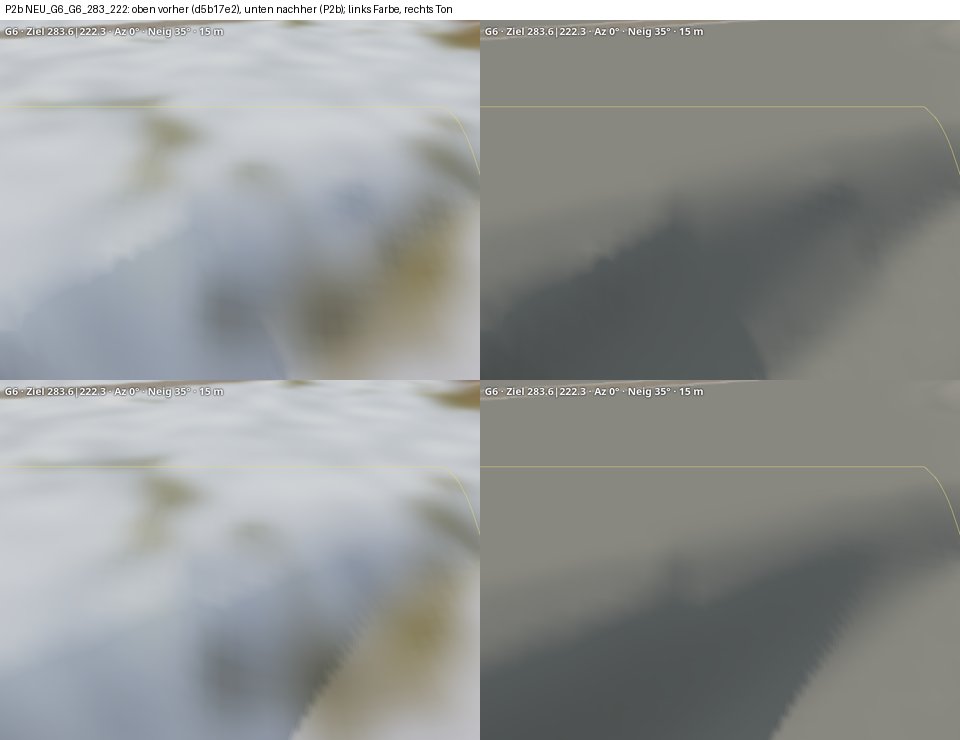 P2b NEU_G6_G6_283_222: oben vorher (d5b17e2), unten nachher (P2b); links Farbe, rechts Ton
G6 · Ziel 283.6|222.3 · Az 0° · Neig 35° · 15 m
G6 · Ziel 283.6|222.3 · Az 0° · Neig 35° · 15 m
G6 · Ziel 283.6|222.3 · Az 0° · Neig 35° · 15 m
G6 · Ziel 283.6|222.3 · Az 0° · Neig 35° · 15 m